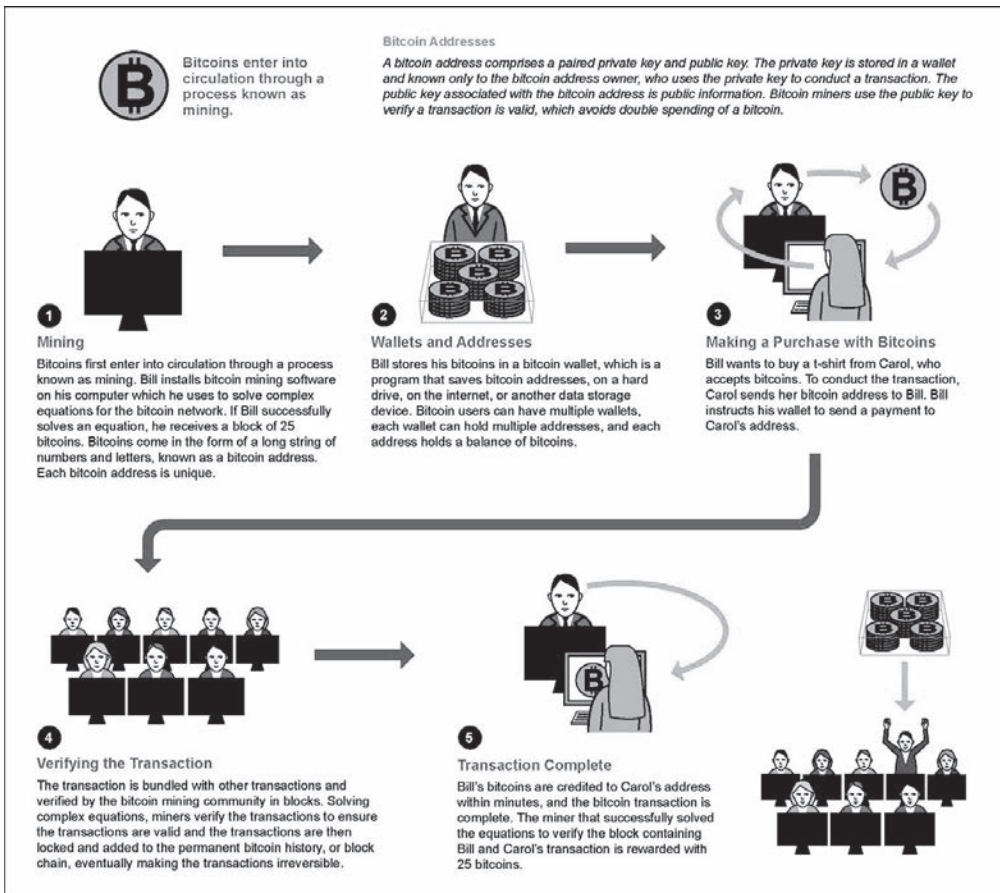 Bitcoins enter into
circulation through a
process known as
mining.
Bitcoin Addresses
A bitcoin address comprises a paired private key and public key. The private key is stored in a wallet
and known only to the bitcoin address owner, who uses the private key to conduct a transaction. The
public key associated with the bitcoin address is public information. Bitcoin miners use the public key to
verify a transaction is valid, which avoids double spending of a bitcoin.
1
Mining
Bitcoins first enter into circulation through a process
known as mining. Bill installs bitcoin mining software
on his computer which he uses to solve complex
equations for the bitcoin network. If Bill successfully
solves an equation, he receives a block of 25
bitcoins. Bitcoins come in the form of a long string of
numbers and letters, known as a bitcoin address.
Each bitcoin address is unique.
2
Wallets and Addresses
Bill stores his bitcoins in a bitcoin wallet, which is a
program that saves bitcoin addresses, on a hard
drive, on the internet, or another data storage
device. Bitcoin users can have multiple wallets,
each wallet can hold multiple addresses, and each
address holds a balance of bitcoins.
3
Making a Purchase with Bitcoins
Bill wants to buy a t-shirt from Carol, who
accepts bitcoins. To conduct the transaction,
Carol sends her bitcoin address to Bill. Bill
instructs his wallet to send a payment to
Carol's address.
4
Verifying the Transaction
The transaction is bundled with other transactions and
verified by the bitcoin mining community in blocks. Solving
complex equations, miners verify the transactions to ensure
the transactions are valid and the transactions are then
locked and added to the permanent bitcoin history, or block
chain, eventually making the transactions irreversible.
5
Transaction Complete
Bill's bitcoins are credited to Carol's address
within minutes, and the bitcoin transaction is
complete. The miner that successfully solved
the equations to verify the block containing
Bill and Carol's transaction is rewarded with
25 bitcoins.